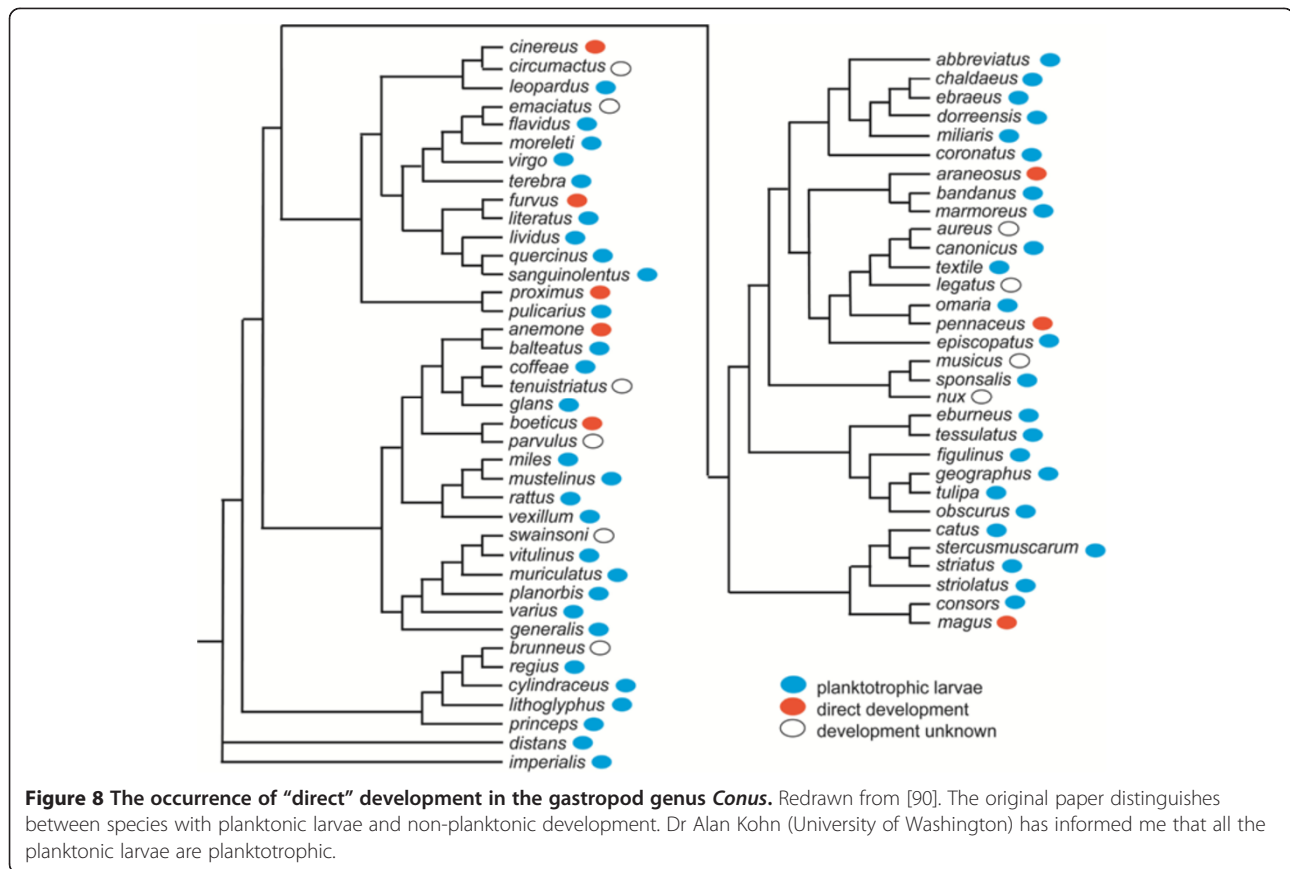 cinereus
circumactus
leopardus
emaciatus
flavidus
moreleti
virgo
terebra
furvus
literatus
lividus
quercinus
sanguinolentus
proximus
pulicarius
anemone
balteatus
coffeae
tenuistriatus
glans
boeticus
parvulus
miles
mustelinus
rattus
vexillum
swainsoni
vitulinus
muriculatus
planorbis
varius
generalis
brunneus
regius
cylindraceus
lithoglyphus
princeps
distans
imperialis
abbreviatus
chaldaeus
ebraeus
dorreensis
miliaris
coronatus
araneosus
bandanus
marmoreus
aureus
canonicus
textile
legatus
omaria
pennaceus
episcopatus
musicus
sponsalis
nux
eburneus
tessulatus
figulinus
geographus
tulipa
obscurus
catus
stercusmuscarum
striatus
striolatus
consors
magus
planktotrophic larvae
direct development
development unknown
Figure 8 The occurrence of “direct” development in the gastropod genus Conus. Redrawn from [90]. The original paper distinguishes
between species with planktonic larvae and non-planktonic development. Dr Alan Kohn (University of Washington) has informed me that all the
planktonic larvae are planktotrophic.